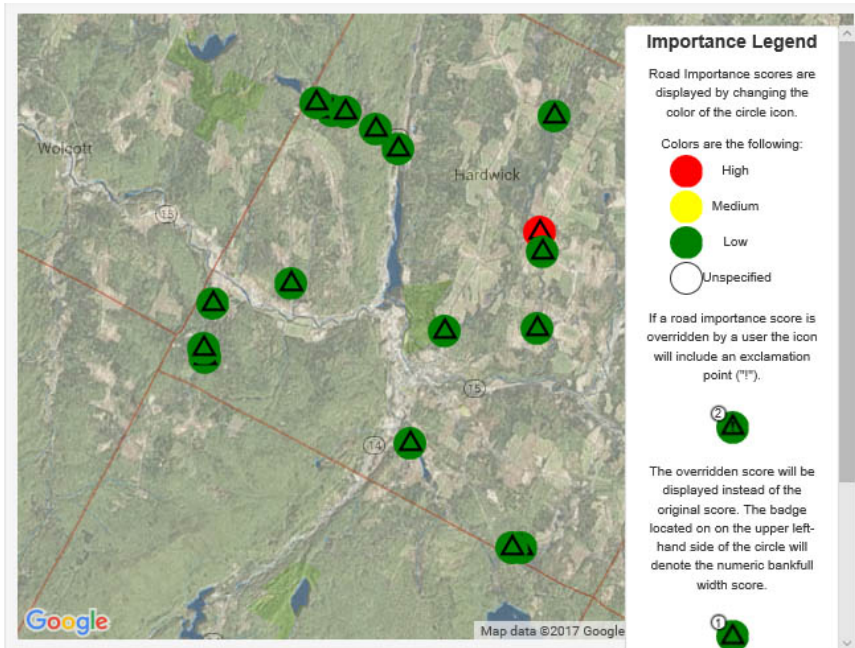 Importance Legend
Road Importance scores are
displayed by changing the
color of the circle icon.
Colors are the following:
High
Medium
Low
Unspecified
If a road importance score is
overridden by a user the icon
will include an exclamation
point ("!").
2
The overridden score will be
displayed instead of the
original score. The badge
located on on the upper left-
hand side of the circle will
denote the numeric bankfull
width score.
1
Wolcott
Hardwick
15
15
14
Google
Map data ©2017 Google